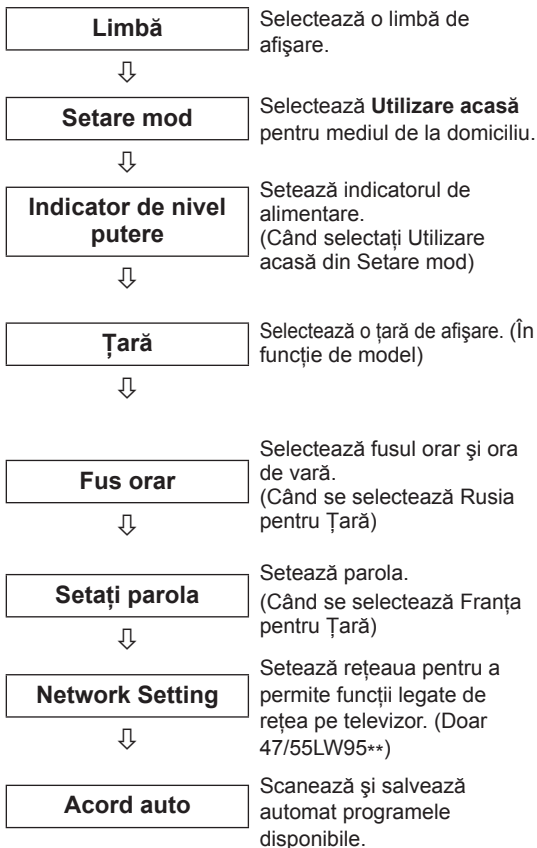 Limbă
Selectează o limbă de
afişare.
Setare mod
Selectează Utilizare acasă
pentru mediul de la domiciliu.
Indicator de nivel
putere
Setează indicatorul de
alimentare.
(Când selectaţi Utilizare
acasă din Setare mod)
Ţară
Selectează o ţară de afişare. (În
funcţie de model)
Fus orar
Selectează fusul orar şi ora
de vară.
(Când se selectează Rusia
pentru Ţară)
Setaţi parola
Setează parola.
(Când se selectează Franţa
pentru Ţară)
Network Setting
Setează reţeaua pentru a
permite funcţii legate de
reţea pe televizor. (Doar
47/55LW95**)
Acord auto
Scanează şi salvează
automat programele
disponibile.